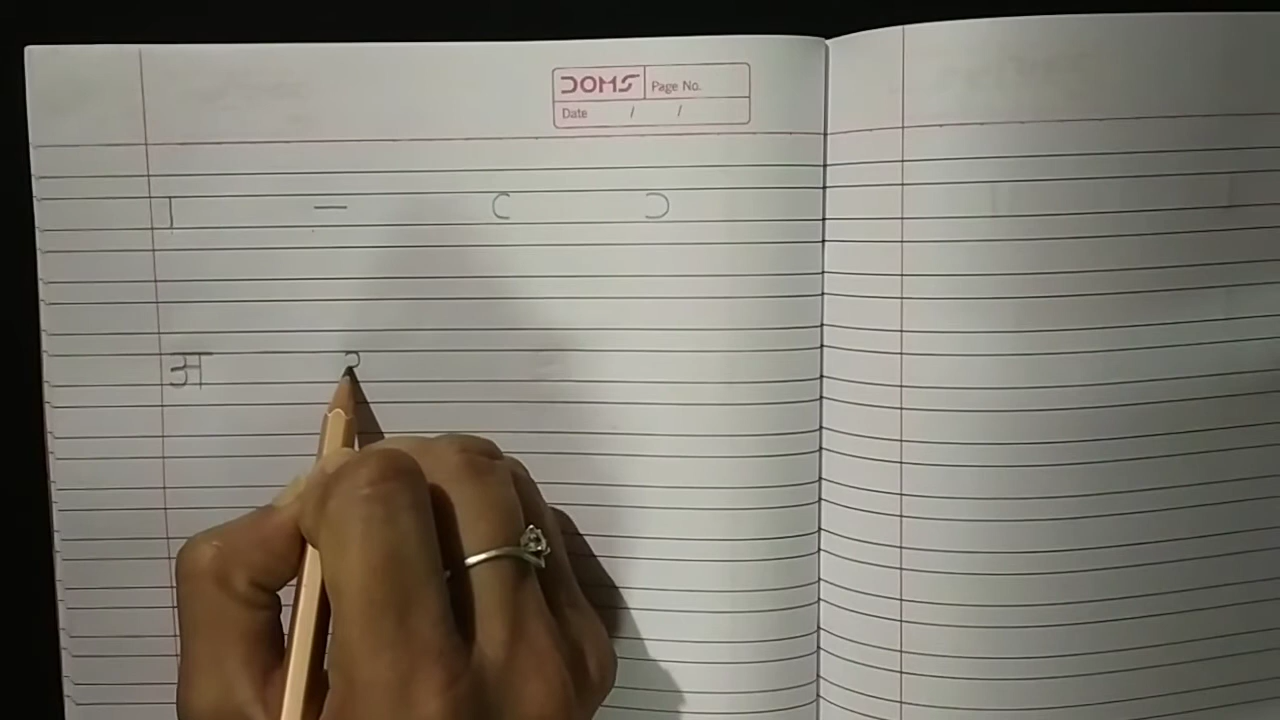 DOMS Page No.
Date / /
| — C Ɔ
अ